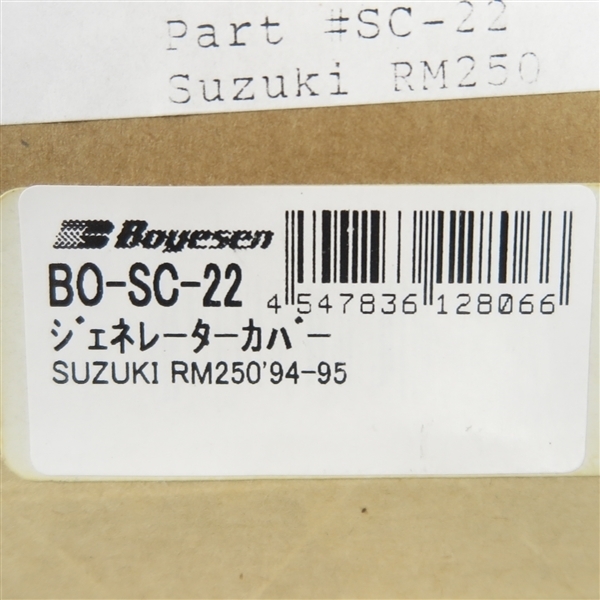 Part #SC-22
Suzuki RM250
Boyesen
BO-SC-22
4 547836 128066
ジェネレーターカバー
SUZUKI RM250'94-95